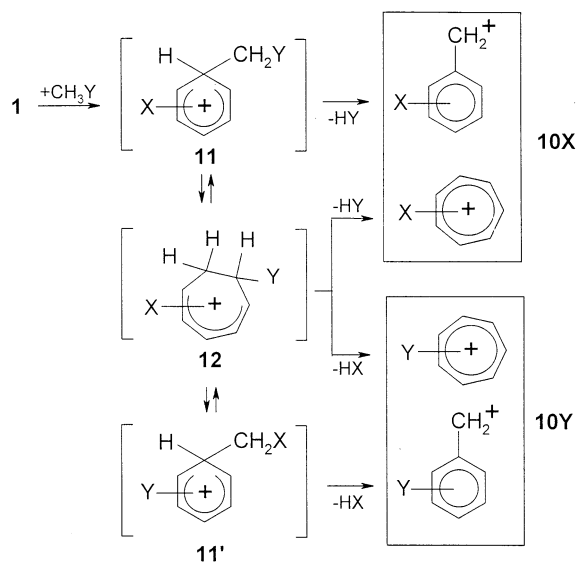 H
CH2Y
X
+
11
1
+CH3Y
-HY
CH2+
X
10X
X
+
-HY
H
H
H
Y
X
+
12
-HX
Y
+
CH2+
10Y
Y
H
CH2X
Y
+
11'
-HX